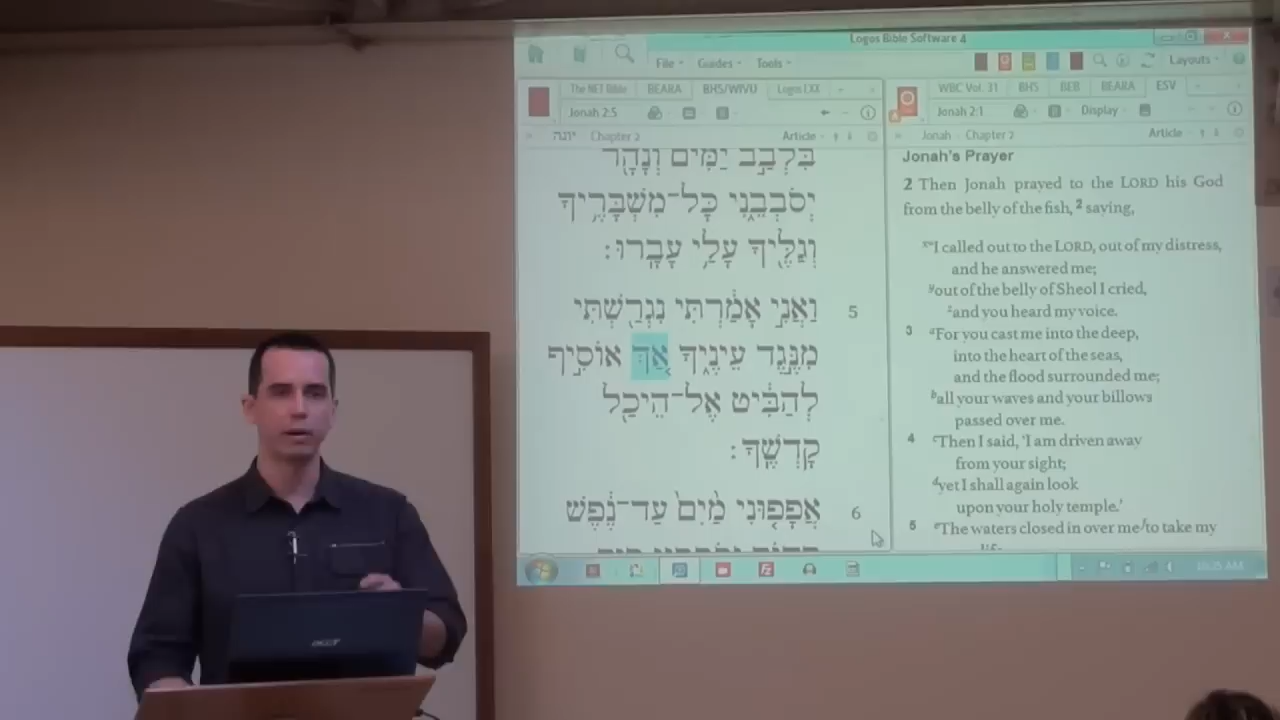 Logos Bible Software 4
File Guides Tools
Layouts
The NET Bible BEARA BHS/WIVU Logos LXX
Jonah 2:5
יונה Chapter 2
Article
בִּלְבַ֣ב יַמִּ֔ים וְנָהָ֖ר
יְסֹבְבֵ֑נִי כָּל־מִשְׁבָּרֶ֥יךָ
וְגַלֶּ֖יךָ עָלַ֥י עָבָֽרוּ׃
5 וַאֲנִ֣י אָמַ֔רְתִּי נִגְרַ֖שְׁתִּי
מִנֶּ֣גֶד עֵינֶ֑יךָ אַ֚ךְ אוֹסִ֣יף
לְהַבִּ֔יט אֶל־הֵיכַ֖ל
קָדְשֶֽׁךָ׃
6 אֲפָפ֤וּנִי מַ֙יִם֙ עַד־נֶ֔פֶשׁ
WBC Vol. 31 BHS BEB BEARA ESV
Jonah 2:1 Display
Jonah Chapter 2
Article
Jonah's Prayer
2 Then Jonah prayed to the LORD his God
from the belly of the fish, 2 saying,
"I called out to the LORD, out of my distress,
and he answered me;
y out of the belly of Sheol I cried,
z and you heard my voice.
3 a For you cast me into the deep,
into the heart of the seas,
and the flood surrounded me;
b all your waves and your billows
passed over me.
4 c Then I said, 'I am driven away
from your sight;
d yet I shall again look
upon your holy temple.'
5 e The waters closed in over me f to take my
acer